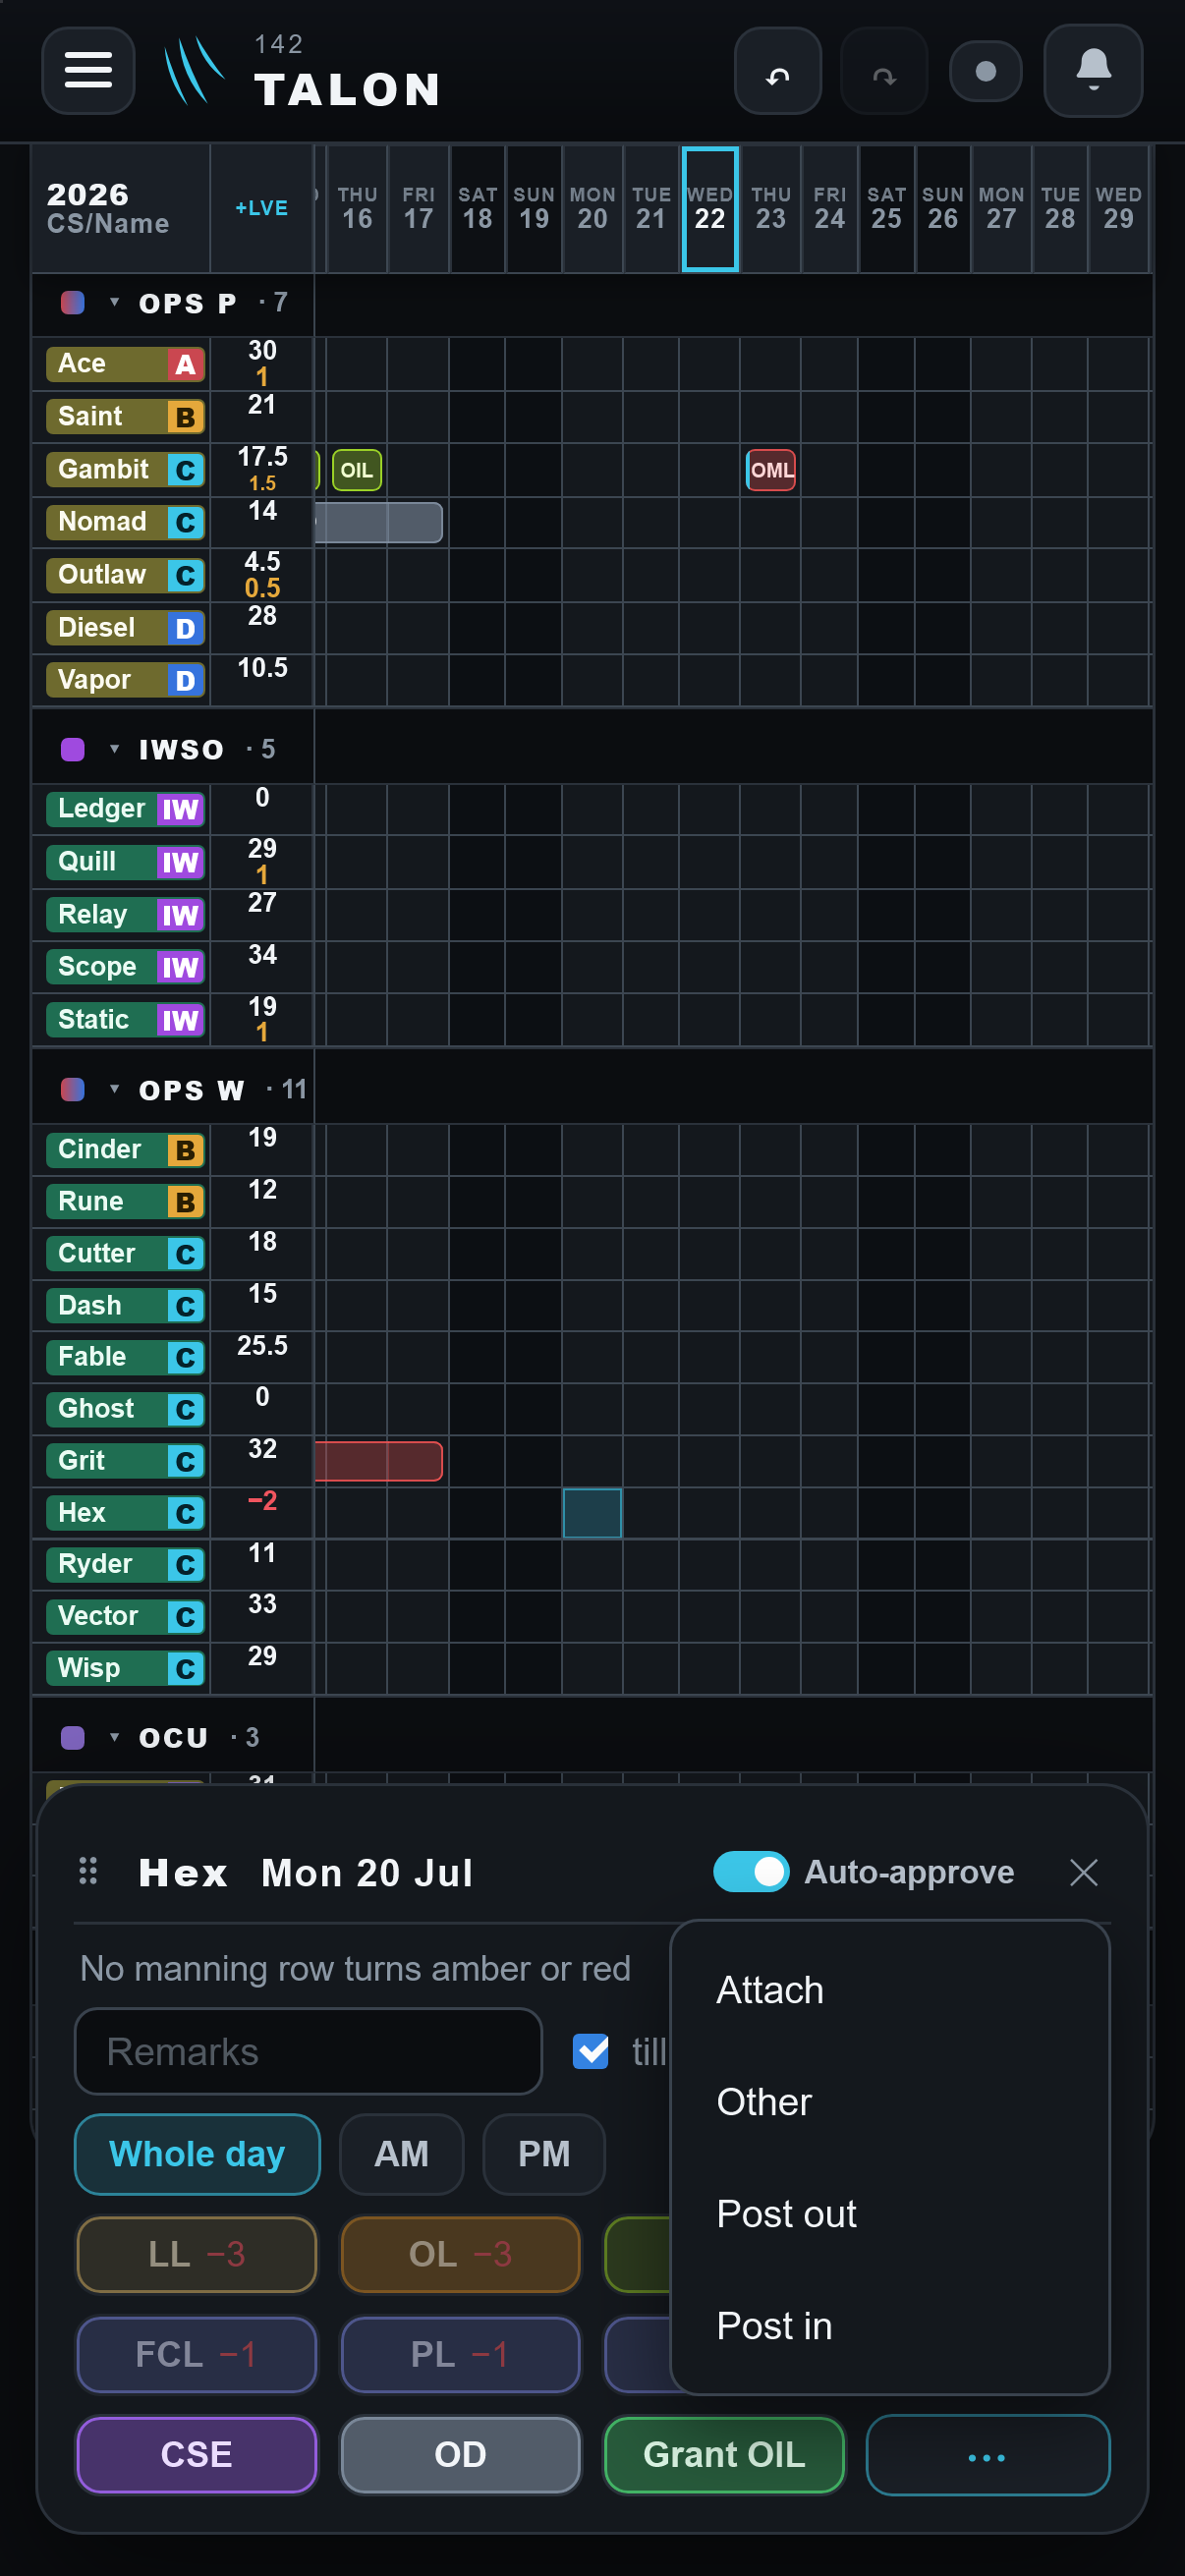 142
TALON
2026
CS/Name
+LVE
THU 16
FRI 17
SAT 18
SUN 19
MON 20
TUE 21
WED 22
THU 23
FRI 24
SAT 25
SUN 26
MON 27
TUE 28
WED 29
OPS P · 7
Ace A 30 1
Saint B 21
Gambit C 17.5 1.5 OIL OML
Nomad C 14
Outlaw C 4.5 0.5
Diesel D 28
Vapor D 10.5
IWSO · 5
Ledger IW 0
Quill IW 29 1
Relay IW 27
Scope IW 34
Static IW 19 1
OPS W · 11
Cinder B 19
Rune B 12
Cutter C 18
Dash C 15
Fable C 25.5
Ghost C 0
Grit C 32
Hex C −2
Ryder C 11
Vector C 33
Wisp C 29
OCU · 3
Hex Mon 20 Jul Auto-approve
No manning row turns amber or red
Remarks
till
Attach
Other
Post out
Post in
Whole day AM PM
LL −3 OL −3
FCL −1 PL −1
CSE OD Grant OIL ...